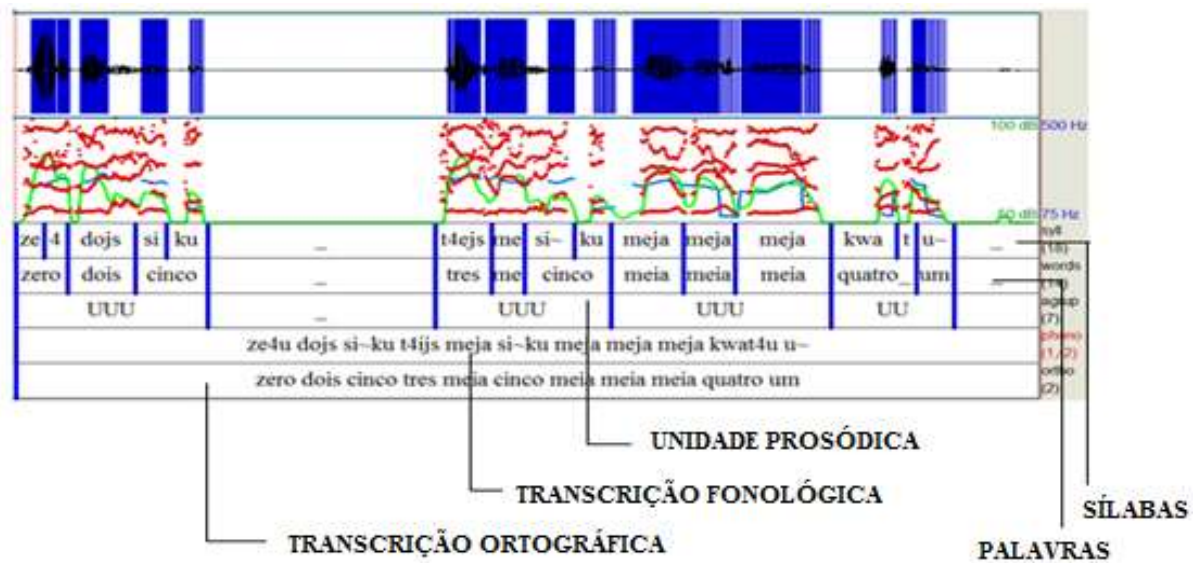 100 dB 500 Hz
50 dB 75 Hz
ze 4 dojs si ku _ t4ejs me si~ ku meja meja meja kwa t u~ _ syll (18)
zero dois cinco _ tres me cinco meia meia meia quatro_ um _ words
UUU _ UUU UUU UU (7)
ze4u dojs si~ku t4ijs meja si~ku meja meja meja kwat4u u~ phono
zero dois cinco tres meia cinco meia meia meia quatro um ortho (2)
UNIDADE PROSÓDICA
TRANSCRIÇÃO FONOLÓGICA
SÍLABAS
TRANSCRIÇÃO ORTOGRÁFICA
PALAVRAS